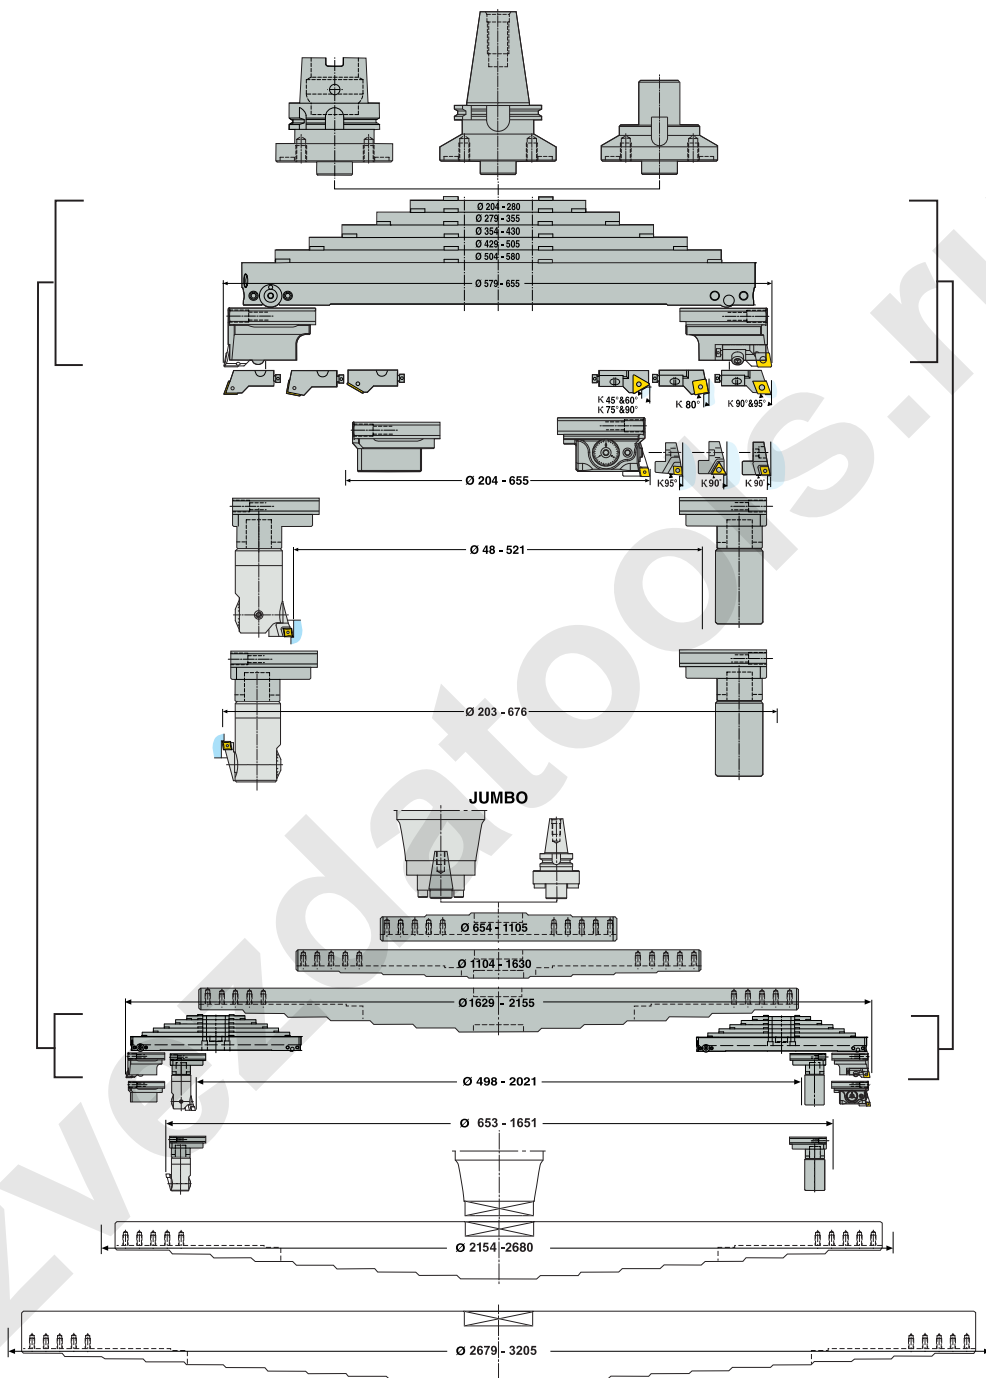 Ø 204 - 280
Ø 279 - 355
Ø 354 - 430
Ø 429 - 505
Ø 504 - 580
Ø 579 - 655
K 45°&60°
K 75°&90°
K 80°
K 90°&95°
Ø 204 - 655
K95°
K90°
K 90°
Ø 48 - 521
Ø 203 - 676
JUMBO
Ø 654 - 1105
Ø 1104 - 1630
Ø 1629 - 2155
Ø 498 - 2021
Ø 653 - 1651
Ø 2154 - 2680
Ø 2679 - 3205
zvezdatools.ru